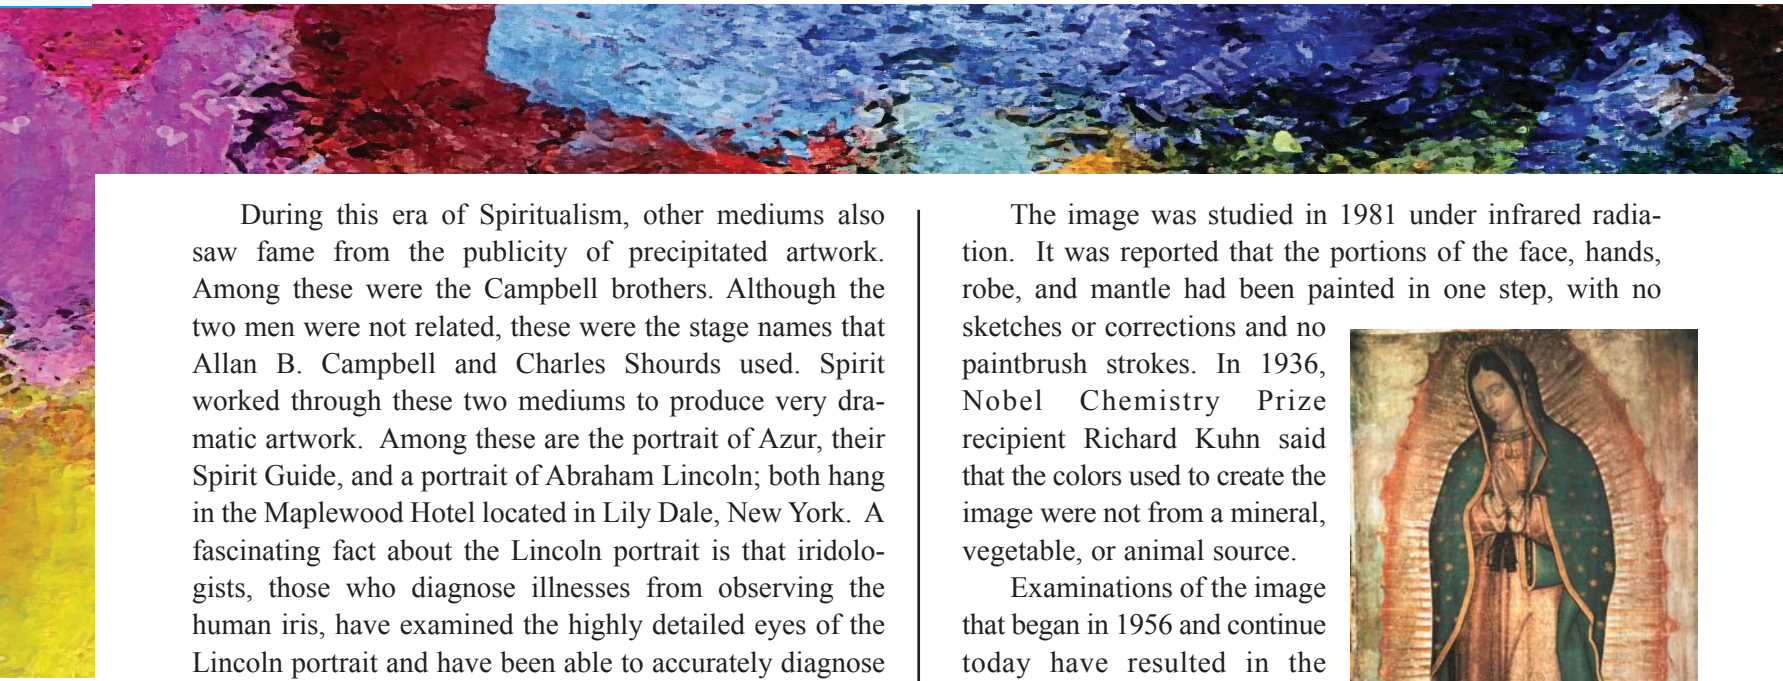 During this era of Spiritualism, other mediums also
saw fame from the publicity of precipitated artwork.
Among these were the Campbell brothers. Although the
two men were not related, these were the stage names that
Allan B. Campbell and Charles Shourds used. Spirit
worked through these two mediums to produce very dra-
matic artwork. Among these are the portrait of Azur, their
Spirit Guide, and a portrait of Abraham Lincoln; both hang
in the Maplewood Hotel located in Lily Dale, New York. A
fascinating fact about the Lincoln portrait is that iridolo-
gists, those who diagnose illnesses from observing the
human iris, have examined the highly detailed eyes of the
Lincoln portrait and have been able to accurately diagnose
The image was studied in 1981 under infrared radia-
tion. It was reported that the portions of the face, hands,
robe, and mantle had been painted in one step, with no
sketches or corrections and no
paintbrush strokes. In 1936,
Nobel Chemistry Prize
recipient Richard Kuhn said
that the colors used to create the
image were not from a mineral,
vegetable, or animal source.
Examinations of the image
that began in 1956 and continue
today have resulted in the